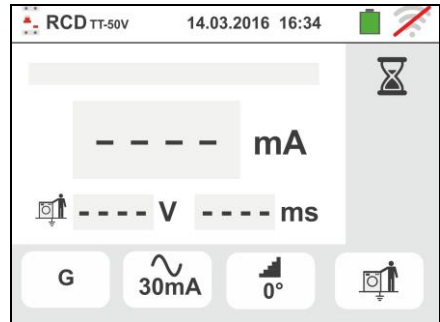 RCD TT-50V 14.03.2016 16:34
- - - - mA
- - - - V - - - - ms
G 30mA 0°